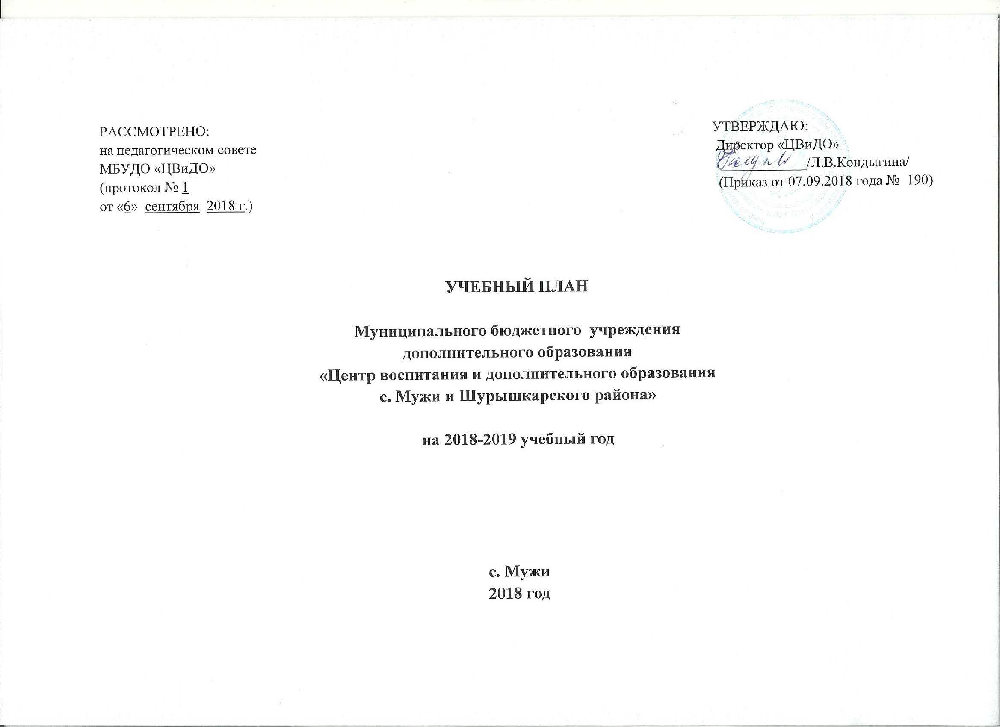 РАССМОТРЕНО:
на педагогическом совете
МБУДО «ЦВиДО»
(протокол № 1
от «6» сентября 2018 г.)
УТВЕРЖДАЮ:
Директор «ЦВиДО»
/Л.В.Кондыгина/
(Приказ от 07.09.2018 года № 190)
УЧЕБНЫЙ ПЛАН
Муниципального бюджетного учреждения
дополнительного образования
«Центр воспитания и дополнительного образования
с. Мужи и Шурышкарского района»
на 2018-2019 учебный год
с. Мужи
2018 год